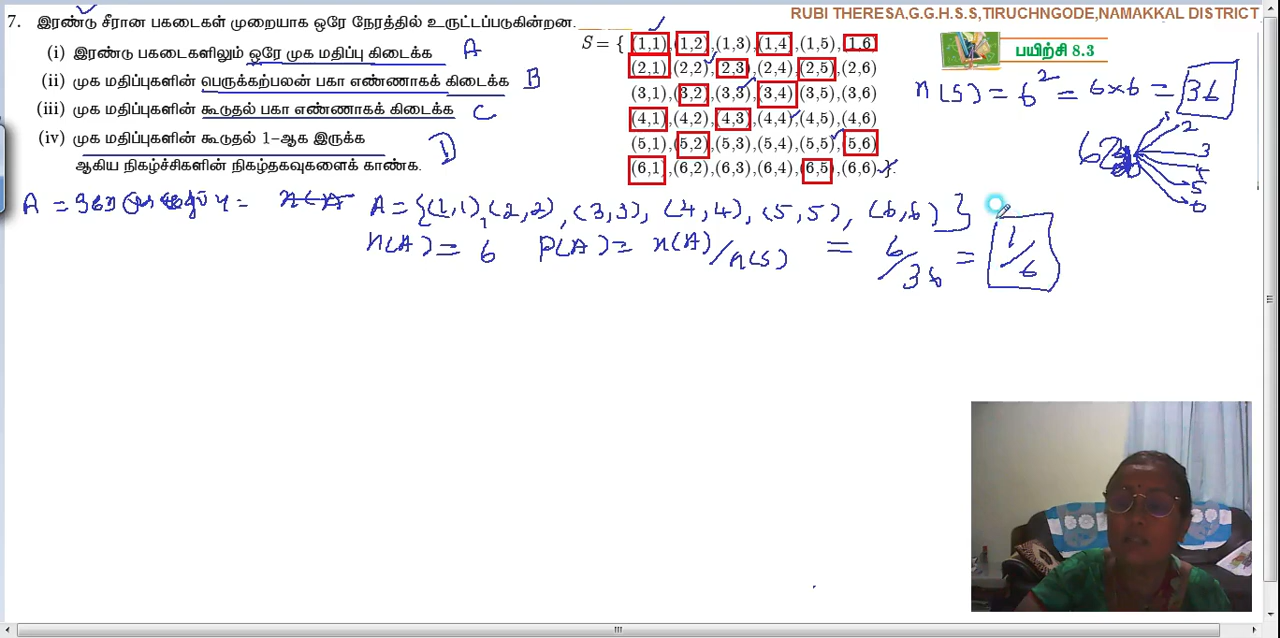 RUBI THERESA,G.G.H.S.S,TIRUCHNGODE,NAMAKKAL DISTRICT
7. இரண்டு சீரான பகடைகள் முறையாக ஒரே நேரத்தில் உருட்டப்படுகின்றன.
(i) இரண்டு பகடைகளிலும் ஒரே முக மதிப்பு கிடைக்க A
(ii) முக மதிப்புகளின் பெருக்கற்பலன் பகா எண்ணாகக் கிடைக்க B
(iii) முக மதிப்புகளின் கூடுதல் பகா எண்ணாகக் கிடைக்க C
(iv) முக மதிப்புகளின் கூடுதல் 1-ஆக இருக்க D
ஆகிய நிகழ்ச்சிகளின் நிகழ்தகவுகளைக் காண்க.
S = { (1,1),(1,2),(1,3),(1,4),(1,5),(1,6)
(2,1),(2,2),(2,3),(2,4),(2,5),(2,6)
(3,1),(3,2),(3,3),(3,4),(3,5),(3,6)
(4,1),(4,2),(4,3),(4,4),(4,5),(4,6)
(5,1),(5,2),(5,3),(5,4),(5,5),(5,6)
(6,1),(6,2),(6,3),(6,4),(6,5),(6,6) }
பயிற்சி 8.3
n(S) = 6² = 6×6 = 36
2
3
4
5
6
A =
A = {(1,1), (2,2), (3,3), (4,4), (5,5), (6,6)}
n(A) = 6 P(A) = n(A)/n(S) = 6/36 = 1/6